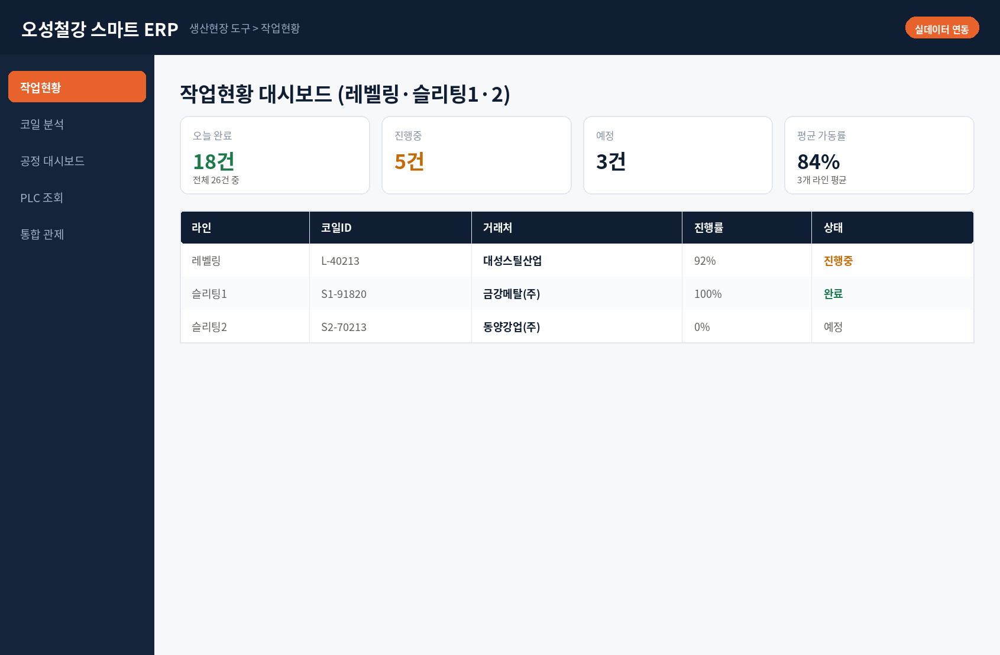 오성철강 스마트 ERP 생산현장 도구 > 작업현황 실데이터 연동
작업현황
코일 분석
공정 대시보드
PLC 조회
통합 관제
작업현황 대시보드 (레벨링·슬리팅1·2)
오늘 완료
18건
전체 26건 중
진행중
5건
예정
3건
평균 가동률
84%
3개 라인 평균
라인 코일ID 거래처 진행률 상태
레벨링 L-40213 대성스틸산업 92% 진행중
슬리팅1 S1-91820 금강메탈(주) 100% 완료
슬리팅2 S2-70213 동양강업(주) 0% 예정